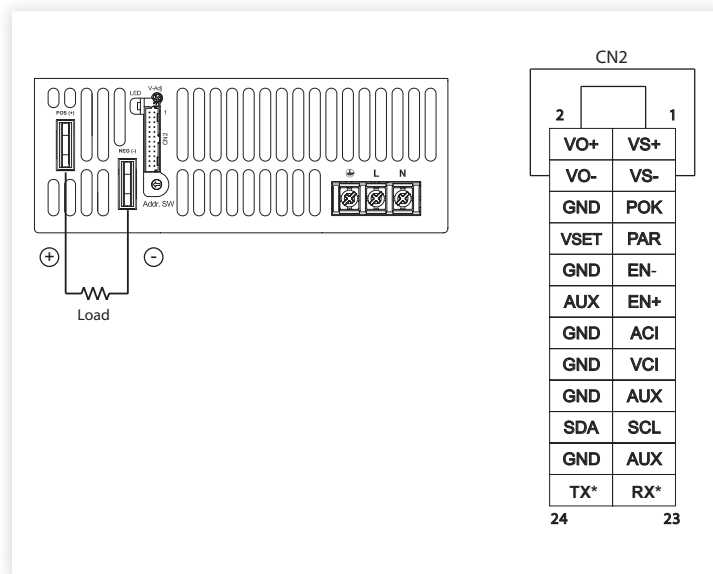 CN2
2 1
VO+ VS+
VO- VS-
GND POK
VSET PAR
GND EN-
AUX EN+
GND ACI
GND VCI
GND AUX
SDA SCL
GND AUX
TX* RX*
24 23
LED V-Adj
1
POS (+)
CN2
NEG (-)
L N
Addr. SW
+ -
Load